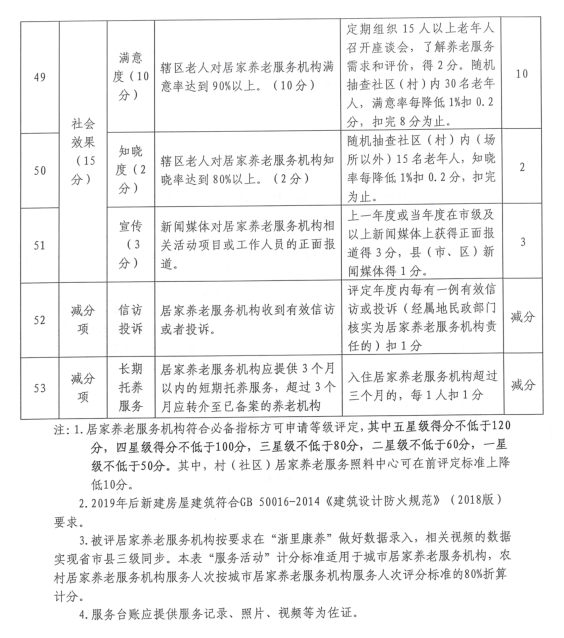 49
社会
效果
（15
分）
满意
度（10
分）
辖区老人对居家养老服务机构满
意率达到 90%以上。（10分）
定期组织 15 人以上老年人
召开座谈会，了解养老服务
需求和评价，得 2分。随机
抽查社区（村）内 30 名老年
人，满意率每降低 1%扣 0.2
分，扣完 8 分为止。
10
50
知晓
度（2
分）
辖区老人对居家养老服务机构知
晓率达到 80%以上。（2 分）
随机抽查社区（村）内（场
所以外）15 名老年人，知晓
率每降低 1%扣 0.2 分，扣完
为止。
2
51
宣传
（3
分）
新闻媒体对居家养老服务机构相
关活动项目或工作人员的正面报
道。
上一年度或当年度在市级及
以上新闻媒体上获得正面报
道得 3 分，县（市、区）新
闻媒体得 1 分。
3
52
减分
项
信访
投诉
居家养老服务机构收到有效信访
或者投诉。
评定年度内每有一例有效信
访或投诉（经属地民政部门
核实为居家养老服务机构责
任的）扣 1 分
减分
53
减分
项
长期
托养
服务
居家养老服务机构应提供 3 个月
以内的短期托养服务，超过 3 个
月应转介至已备案的养老机构
入住居家养老服务机构超过
三个月的，每 1 人扣 1 分
减分
注：1.居家养老服务机构符合必备指标方可申请等级评定，其中五星级得分不低于120
分，四星级得分不低于100分，三星级不低于80分，二星级不低于60分，一星
级不低于50分。其中，村（社区）居家养老服务照料中心可在前评定标准上降
低10分。
2.2019年后新建房屋建筑符合GB 50016-2014《建筑设计防火规范》（2018版）
要求。
3.被评居家养老服务机构按要求在“浙里康养”做好数据录入，相关视频的数据
实现省市县三级同步。本表“服务活动”计分标准适用于城市居家养老服务机构，农
村居家养老服务机构服务人次按城市居家养老服务机构服务人次评分标准的80%折算
计分。
4.服务台账应提供服务记录、照片、视频等为佐证。